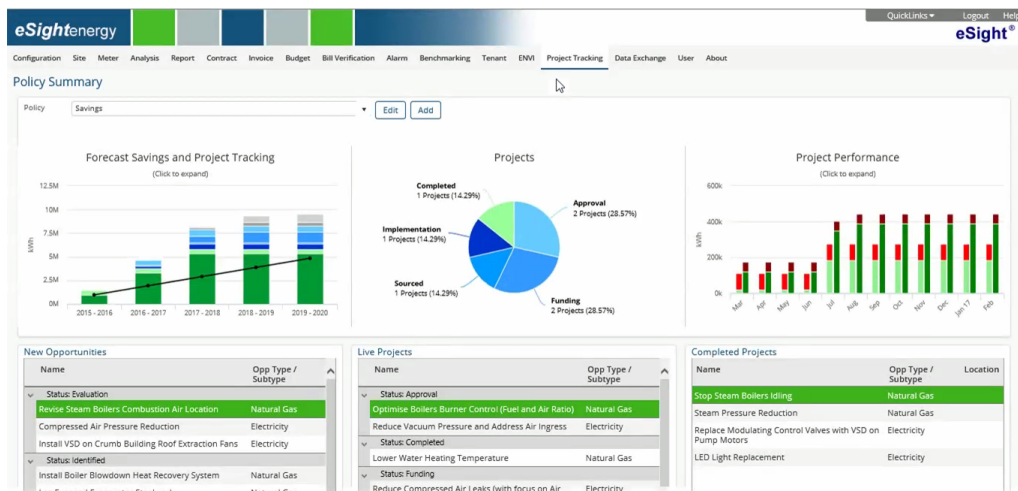 QuickLinks Logout Help
eSightenergy
eSight®
Configuration Site Meter Analysis Report Contract Invoice Budget Bill Verification Alarm Benchmarking Tenant ENVI Project Tracking Data Exchange User About
Policy Summary
Policy Savings Edit Add
Forecast Savings and Project Tracking
(Click to expand)
12.5M
10M
7.5M
5M
2.5M
0M
kWh
2015 - 2016 2016 - 2017 2017 - 2018 2018 - 2019 2019 - 2020
Projects
Completed
1 Projects (14.29%)
Approval
2 Projects (28.57%)
Implementation
1 Projects (14.29%)
Sourced
1 Projects (14.29%)
Funding
2 Projects (28.57%)
Project Performance
(Click to expand)
600k
400k
200k
0k
kWh
Mar Apr May Jun Jul Aug Sep Oct Nov Dec Jan 17 Feb
New Opportunities
Name Opp Type /
Subtype
Status: Evaluation
Revise Steam Boilers Combustion Air Location Natural Gas
Compressed Air Pressure Reduction Electricity
Install VSD on Crumb Building Roof Extraction Fans Electricity
Status: Identified
Install Boiler Blowdown Heat Recovery System Natural Gas
Live Projects
Name Opp Type /
Subtype
Status: Approval
Optimise Boilers Burner Control (Fuel and Air Ratio) Natural Gas
Reduce Vacuum Pressure and Address Air Ingress Electricity
Status: Completed
Lower Water Heating Temperature Natural Gas
Status: Funding
Reduce Compressed Air Leaks (with focus on Air Electricity
Completed Projects
Name Opp Type / Location
Subtype
Stop Steam Boilers Idling Natural Gas
Steam Pressure Reduction Natural Gas
Replace Modulating Control Valves with VSD on Electricity
Pump Motors
LED Light Replacement Electricity